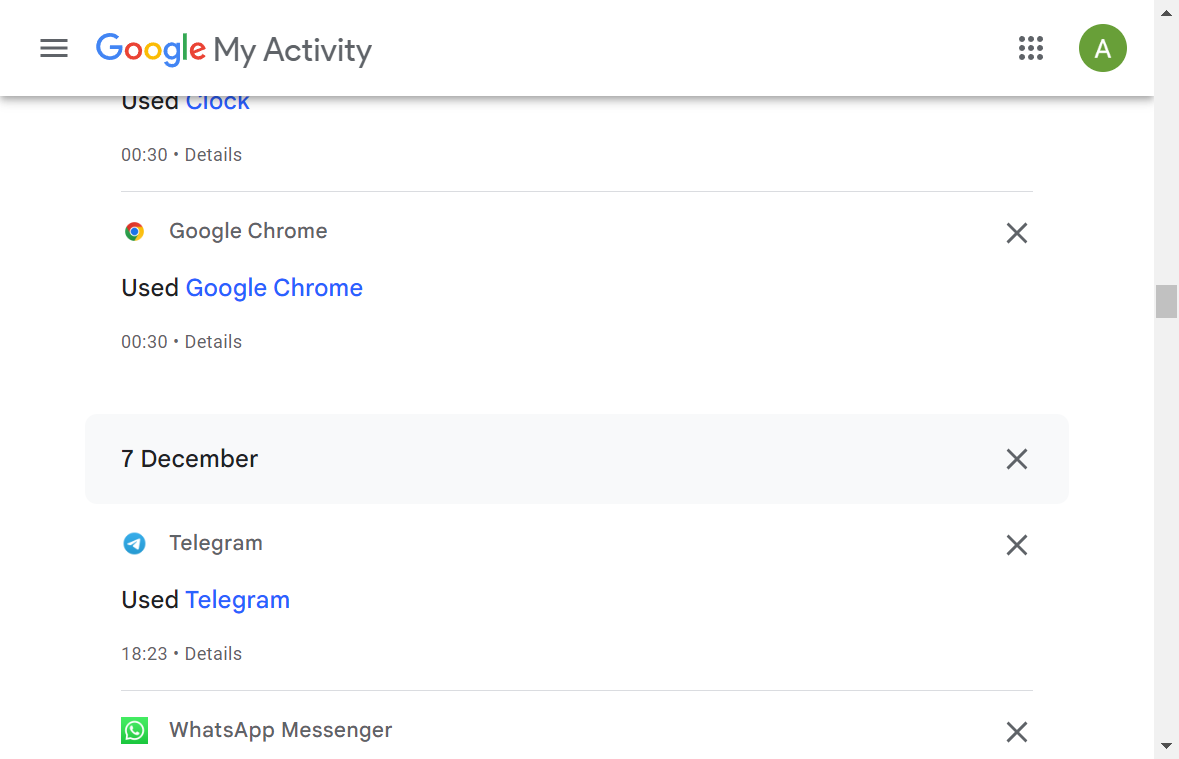 Google My Activity
A
Used Clock
00:30 • Details
Google Chrome
Used Google Chrome
00:30 • Details
7 December
Telegram
Used Telegram
18:23 • Details
WhatsApp Messenger